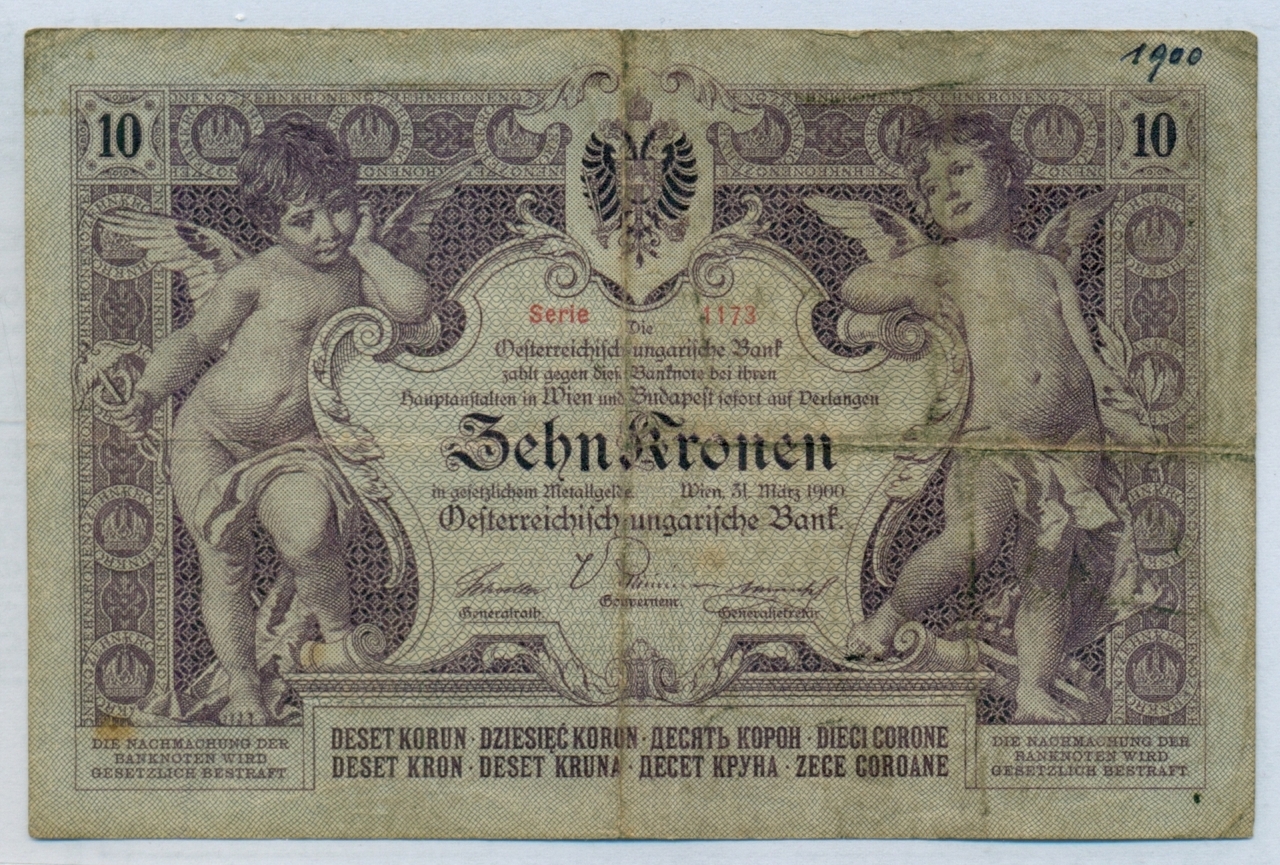 1900
10 10
Serie 1173
Die
Oesterreichisch-ungarische Bank
zahlt gegen diese Banknote bei ihren
Hauptanstalten in Wien und Budapest sofort auf Verlangen
Zehn Kronen
in gesetzlichem Metallgelde. Wien, 31. März 1900.
Oesterreichisch-ungarische Bank.
Generalrath. Gouverneur. Generalsekretär.
DESET KORUN · DZIESIĘĆ KORON · ДЕСЯТЬ КОРОН · DIECI CORONE
DESET KRON · DESET KRUNA · ДЕСЕТ КРУНА · ZECE COROANE
DIE NACHMACHUNG DER
BANKNOTEN WIRD
GESETZLICH BESTRAFT.
DIE NACHMACHUNG DER
BANKNOTEN WIRD
GESETZLICH BESTRAFT.